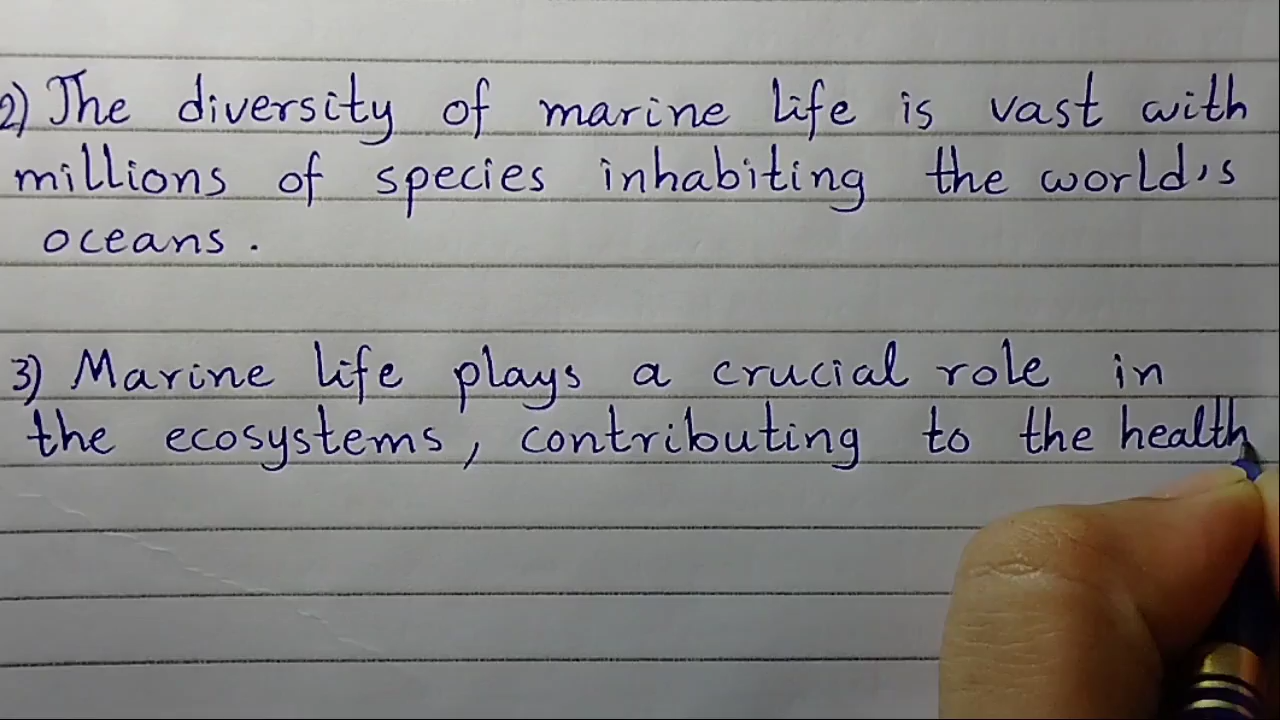 2) The diversity of marine life is vast with
millions of species inhabiting the world's
oceans.
3) Marine life plays a crucial role in
the ecosystems, contributing to the health